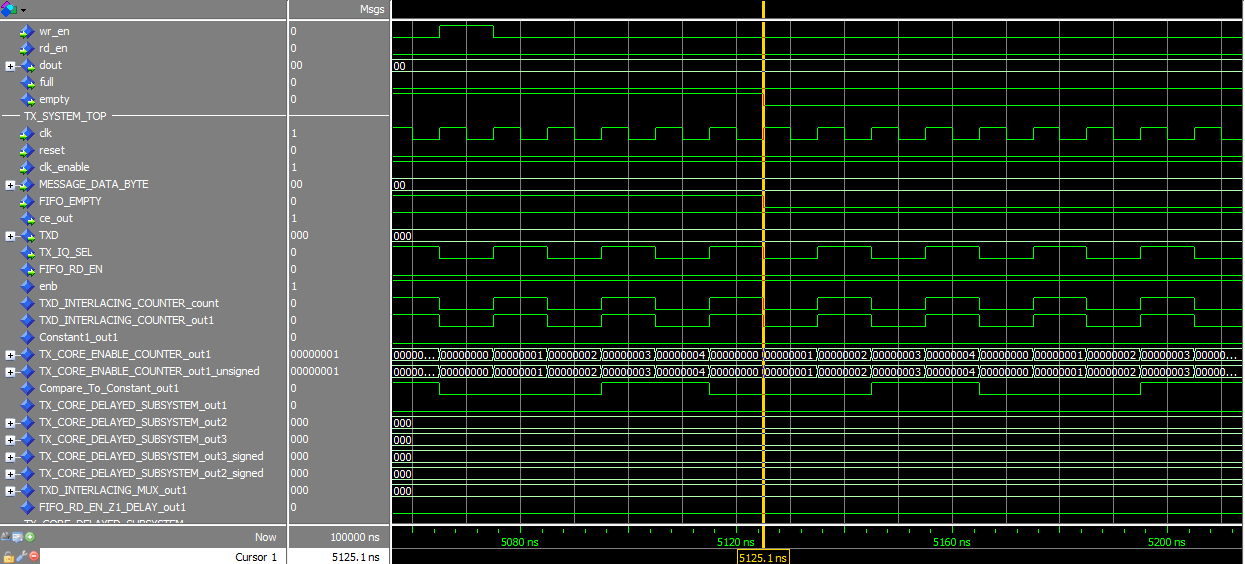 Msgs
wr_en 0
rd_en 0
dout 00 00
full 0
empty 0
TX_SYSTEM_TOP
clk 1
reset 0
clk_enable 1
MESSAGE_DATA_BYTE 00 00
FIFO_EMPTY 0
ce_out 1
TXD 000 000
TX_IQ_SEL 0
FIFO_RD_EN 0
enb 1
TXD_INTERLACING_COUNTER_count 0
TXD_INTERLACING_COUNTER_out1 0
Constant1_out1 0
TX_CORE_ENABLE_COUNTER_out1 00000001 00000... 00000000 00000001 00000002 00000003 00000004 00000000 00000001 00000002 00000003 00000004 00000000 00000001 00000002 00000003 00000...
TX_CORE_ENABLE_COUNTER_out1_unsigned 00000001 00000... 00000000 00000001 00000002 00000003 00000004 00000000 00000001 00000002 00000003 00000004 00000000 00000001 00000002 00000003 00000...
Compare_To_Constant_out1 0
TX_CORE_DELAYED_SUBSYSTEM_out1 0
TX_CORE_DELAYED_SUBSYSTEM_out2 000 000
TX_CORE_DELAYED_SUBSYSTEM_out3 000 000
TX_CORE_DELAYED_SUBSYSTEM_out3_signed 000 000
TX_CORE_DELAYED_SUBSYSTEM_out2_signed 000 000
TXD_INTERLACING_MUX_out1 000 000
FIFO_RD_EN_Z1_DELAY_out1 0
TX_CORE_DELAYED_SUBSYSTEM
Now 100000 ns 5080 ns 5120 ns 5160 ns 5200 ns
Cursor 1 5125.1 ns 5125.1 ns